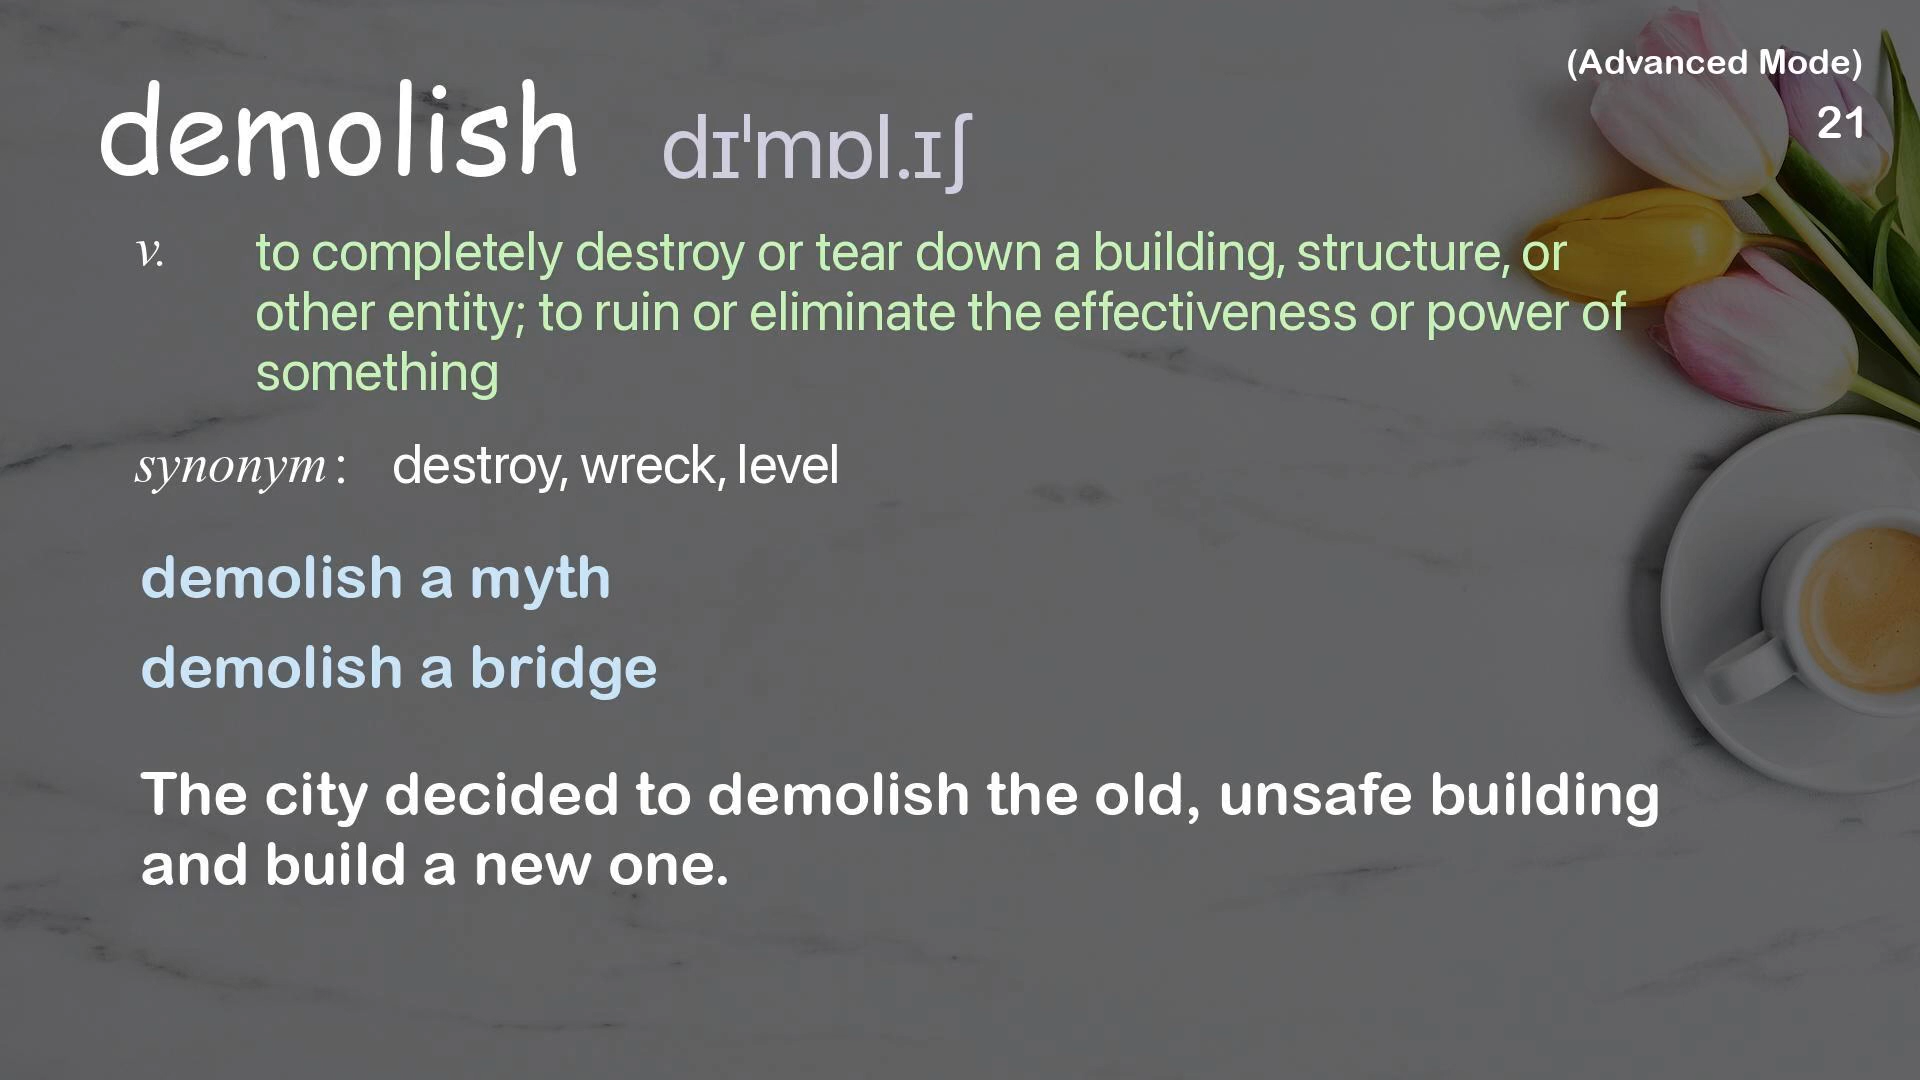 (Advanced Mode)
21
demolish dɪˈmɒl.ɪʃ
v. to completely destroy or tear down a building, structure, or
other entity; to ruin or eliminate the effectiveness or power of
something
synonym : destroy, wreck, level
demolish a myth
demolish a bridge
The city decided to demolish the old, unsafe building
and build a new one.